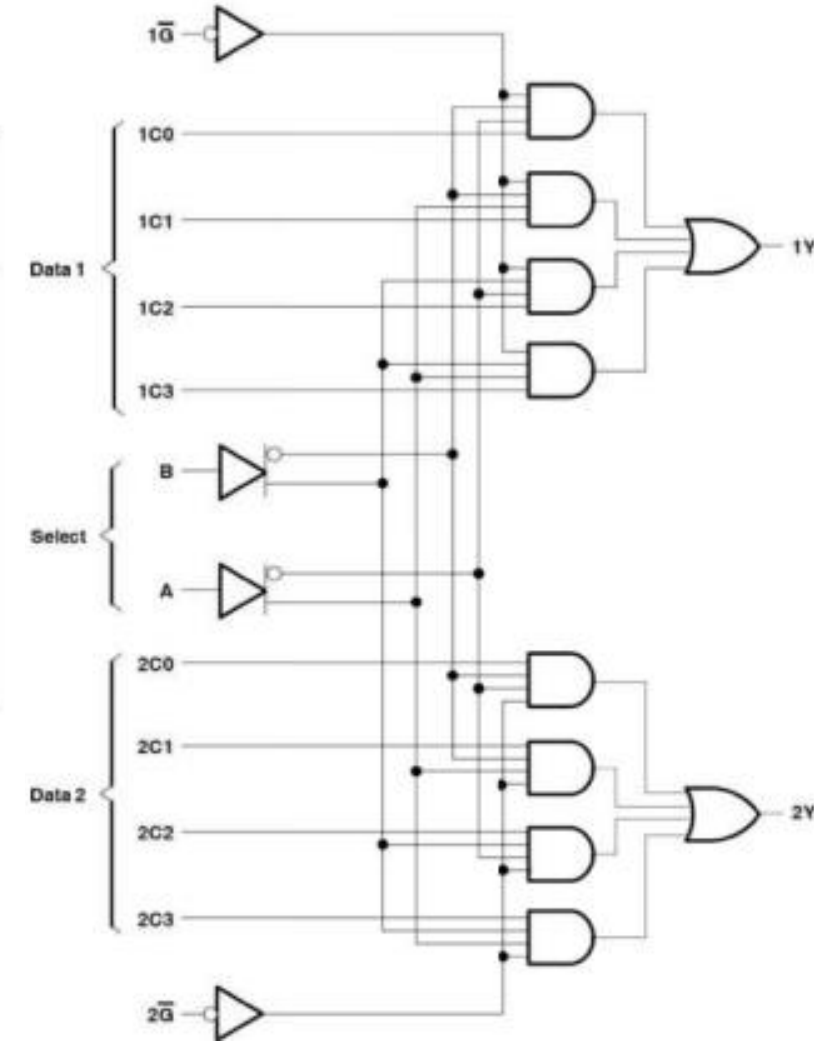 1G̅
1C0
1C1
Data 1
1Y
1C2
1C3
B
Select
A
2C0
2C1
Data 2
2Y
2C2
2C3
2G̅